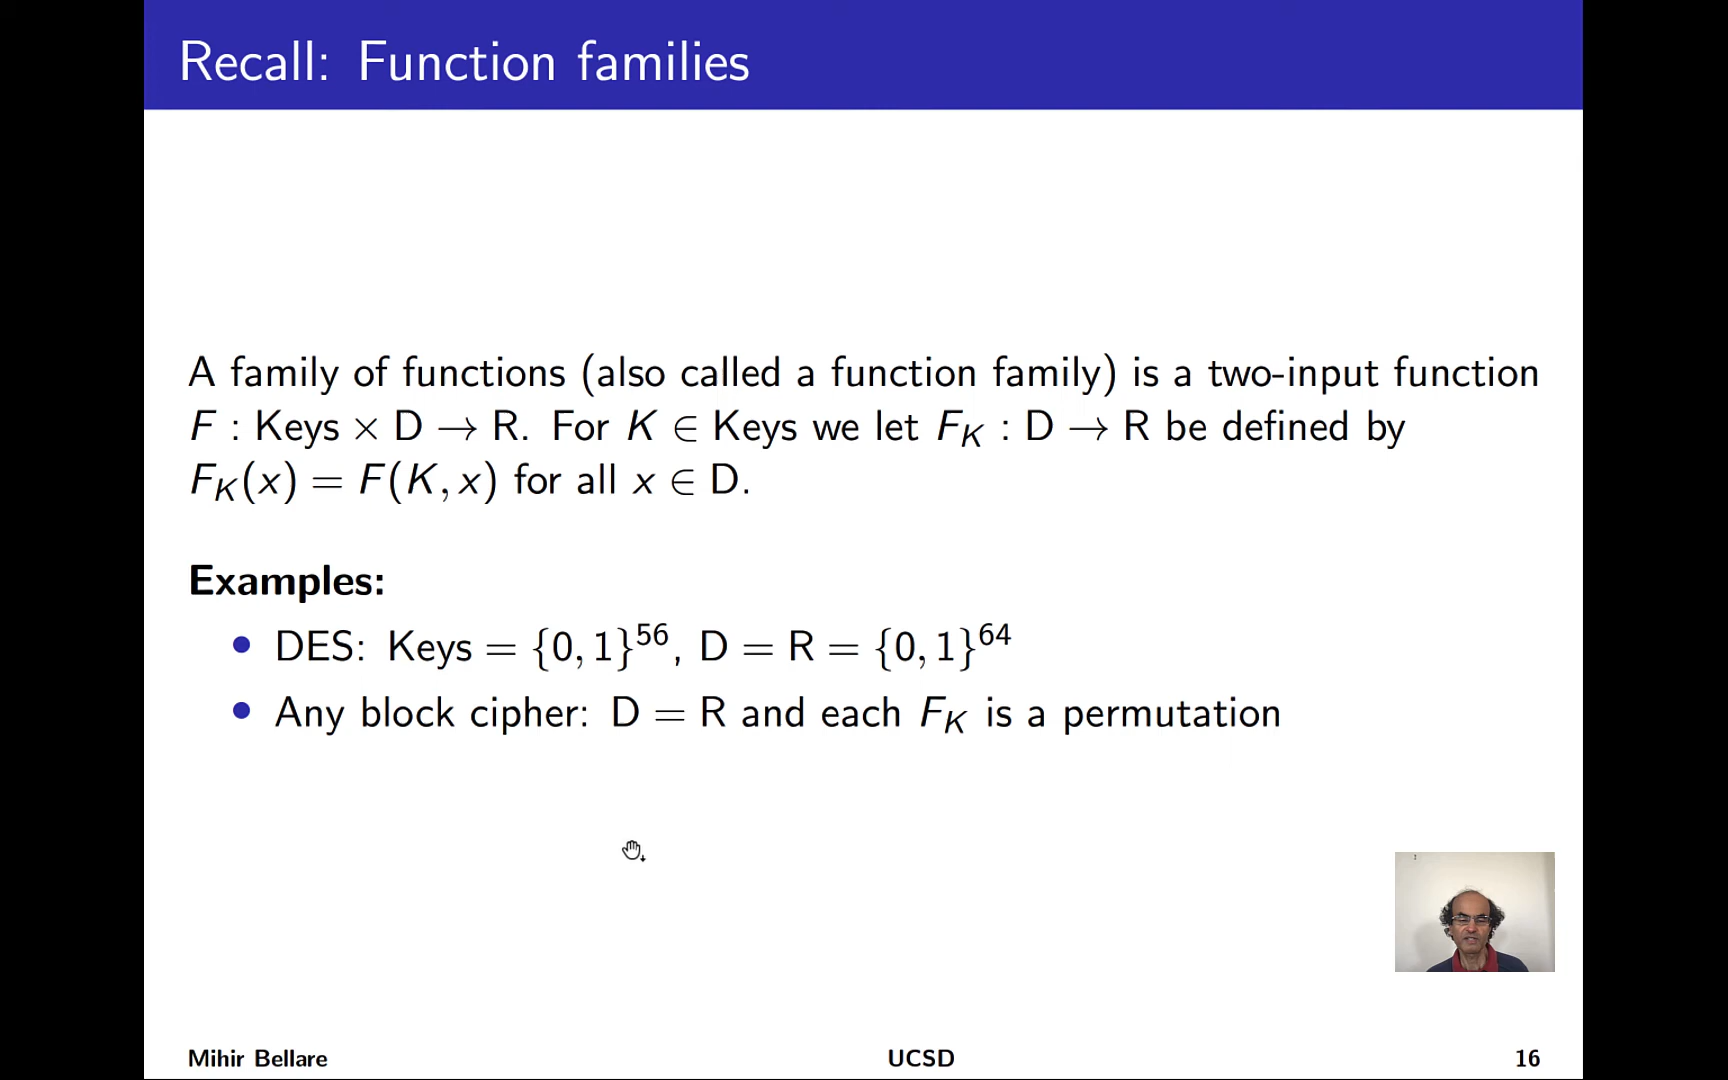 Recall: Function families
A family of functions (also called a function family) is a two-input function
F : Keys × D → R. For K ∈ Keys we let F_K : D → R be defined by
F_K(x) = F(K, x) for all x ∈ D.
Examples:
• DES: Keys = {0, 1}^56, D = R = {0, 1}^64
• Any block cipher: D = R and each F_K is a permutation
Mihir Bellare UCSD 16